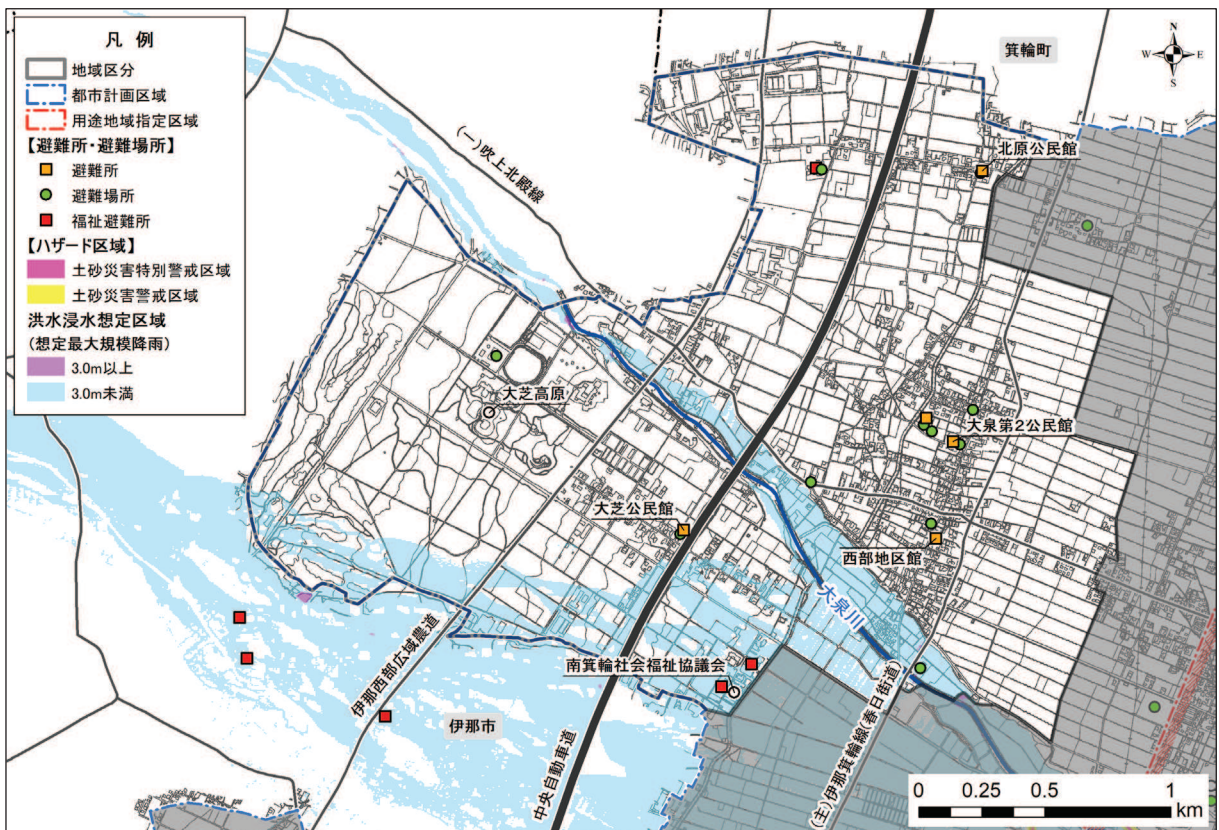 凡 例
地域区分
都市計画区域
用途地域指定区域
【避難所・避難場所】
避難所
避難場所
福祉避難所
【ハザード区域】
土砂災害特別警戒区域
土砂災害警戒区域
洪水浸水想定区域
(想定最大規模降雨)
3.0m以上
3.0m未満
箕輪町
N
W
E
S
(一)吹上北殿線
北原公民館
大芝高原
大泉第2公民館
大芝公民館
西部地区館
大泉川
南箕輪社会福祉協議会
伊那西部広域農道
伊那市
中央自動車道
(主)伊那箕輪線(春日街道)
0 0.25 0.5 1
km